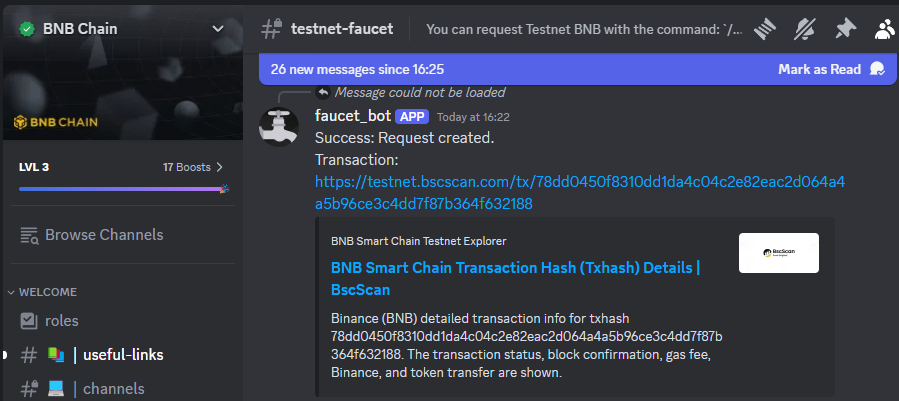 BNB Chain
testnet-faucet
You can request Testnet BNB with the command: `/...
26 new messages since 16:25
Mark as Read
BNB CHAIN
LVL 3
17 Boosts
Browse Channels
WELCOME
roles
useful-links
channels
Message could not be loaded
faucet_bot APP Today at 16:22
Success: Request created.
Transaction:
https://testnet.bscscan.com/tx/78dd0450f8310dd1da4c04c2e82eac2d064a4
a5b96ce3c4dd7f87b364f632188
BNB Smart Chain Testnet Explorer
BscScan
BNB Smart Chain Transaction Hash (Txhash) Details |
BscScan
Binance (BNB) detailed transaction info for txhash
78dd0450f8310dd1da4c04c2e82eac2d064a4a5b96ce3c4dd7f87b
364f632188. The transaction status, block confirmation, gas fee,
Binance, and token transfer are shown.